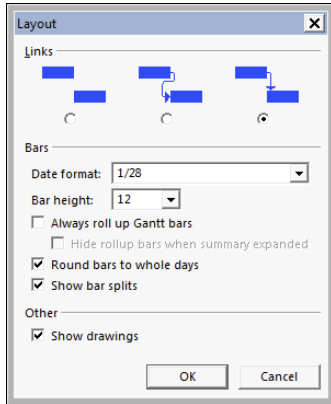 Layout
Links
Bars
Date format: 1/28
Bar height: 12
Always roll up Gantt bars
Hide rollup bars when summary expanded
Round bars to whole days
Show bar splits
Other
Show drawings
OK Cancel